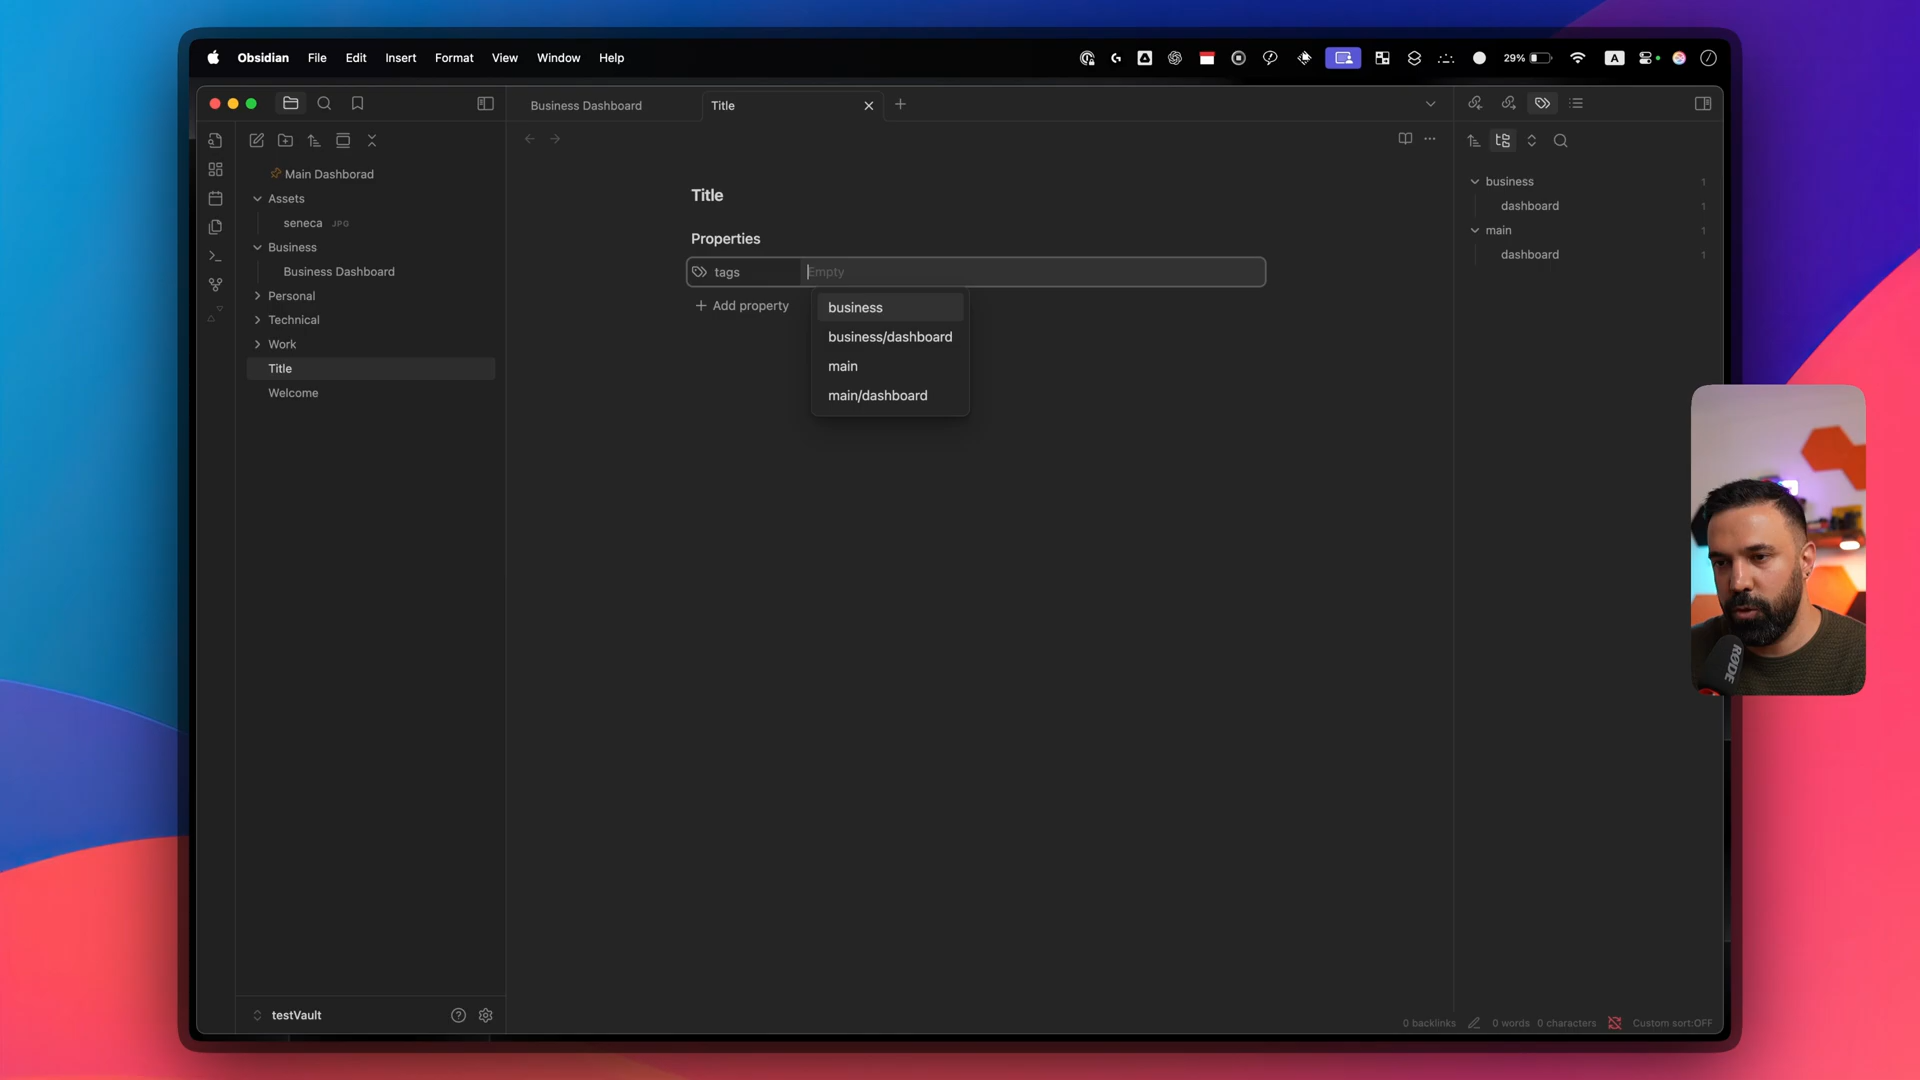 Obsidian File Edit Insert Format View Window Help
29%
A
Business Dashboard
Title
Main Dashborad
Assets
seneca JPG
Business
Business Dashboard
Personal
Technical
Work
Title
Welcome
testVault
Title
Properties
tags Empty
Add property
business
business/dashboard
main
main/dashboard
business 1
dashboard 1
main 1
dashboard 1
RØDE
0 backlinks 0 words 0 characters Custom sort:OFF